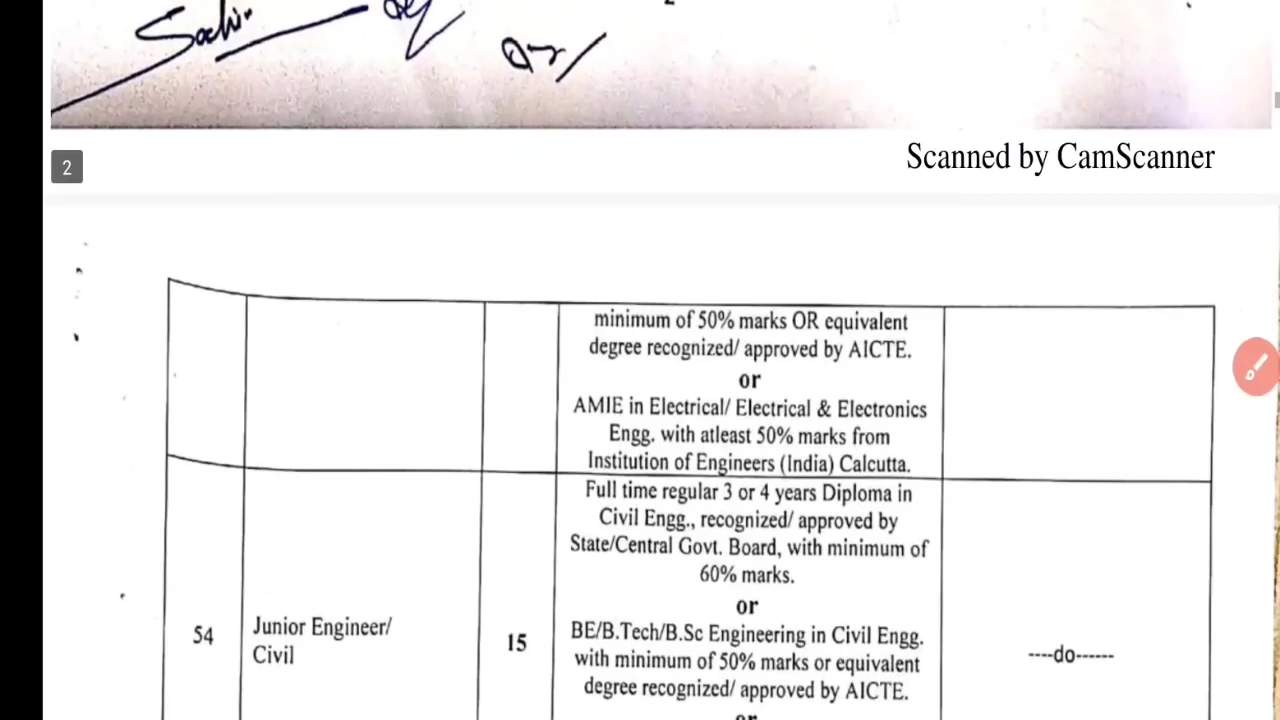 Sachin
2
Scanned by CamScanner
minimum of 50% marks OR equivalent
degree recognized/ approved by AICTE.
or
AMIE in Electrical/ Electrical & Electronics
Engg. with atleast 50% marks from
Institution of Engineers (India) Calcutta.
54
Junior Engineer/
Civil
15
Full time regular 3 or 4 years Diploma in
Civil Engg., recognized/ approved by
State/Central Govt. Board, with minimum of
60% marks.
or
BE/B.Tech/B.Sc Engineering in Civil Engg.
with minimum of 50% marks or equivalent
degree recognized/ approved by AICTE.
or
----do------